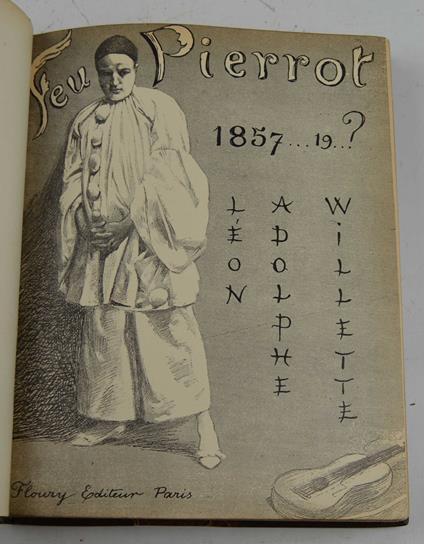 Feu Pierrot
1857...19...?
LÉON
ADOLPHE
WILLETTE
Floury Editeur Paris